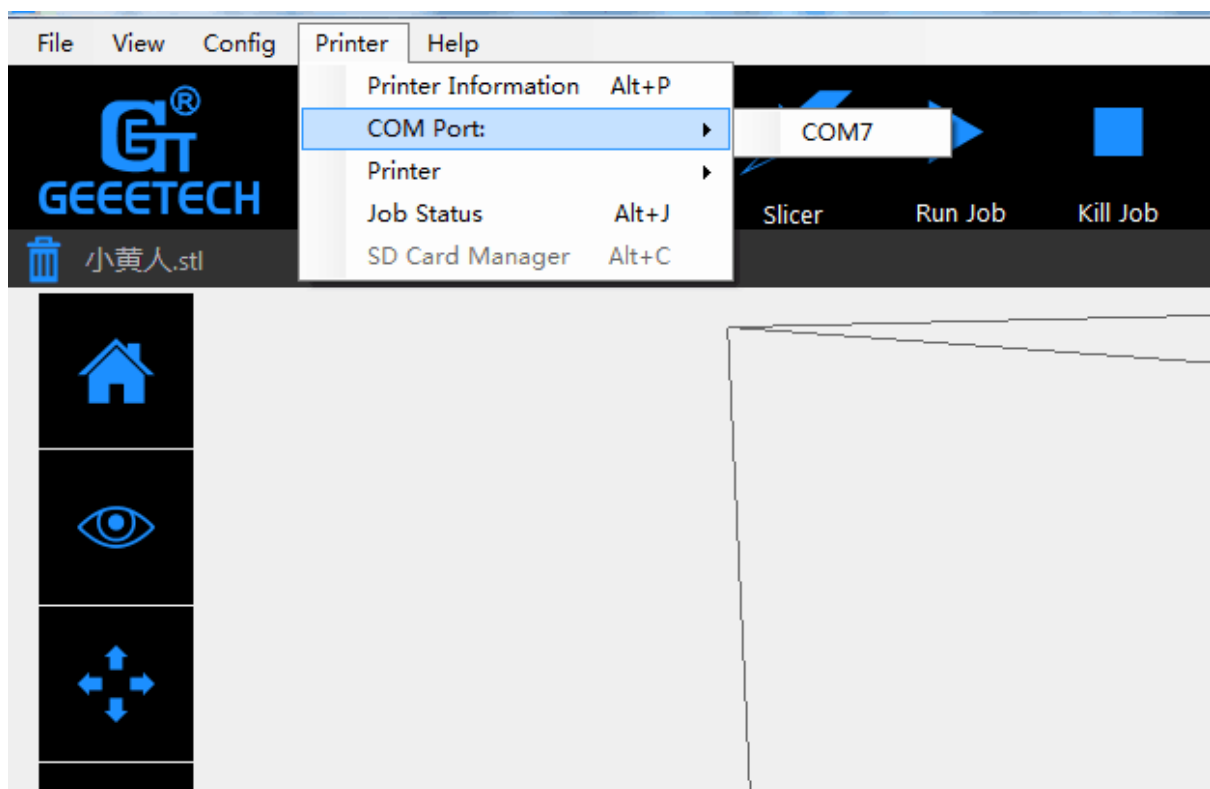 File View Config Printer Help
Printer Information Alt+P
COM Port:
COM7
Printer
Job Status Alt+J
SD Card Manager Alt+C
GET®
GEEETECH
Slicer Run Job Kill Job
小黄人.stl